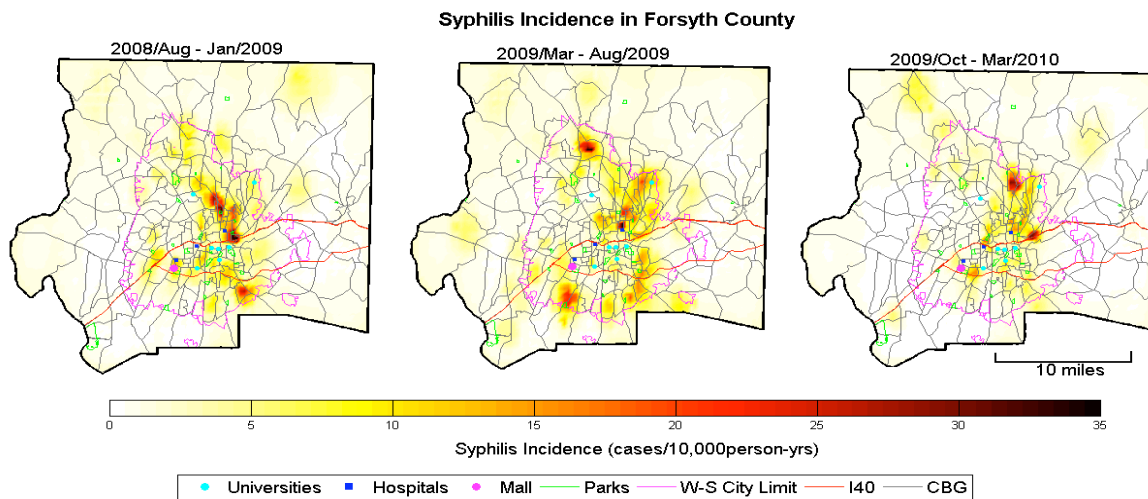 Syphilis Incidence in Forsyth County
2008/Aug - Jan/2009
2009/Mar - Aug/2009
2009/Oct - Mar/2010
10 miles
0 5 10 15 20 25 30 35
Syphilis Incidence (cases/10,000person-yrs)
Universities Hospitals Mall Parks W-S City Limit I40 CBG